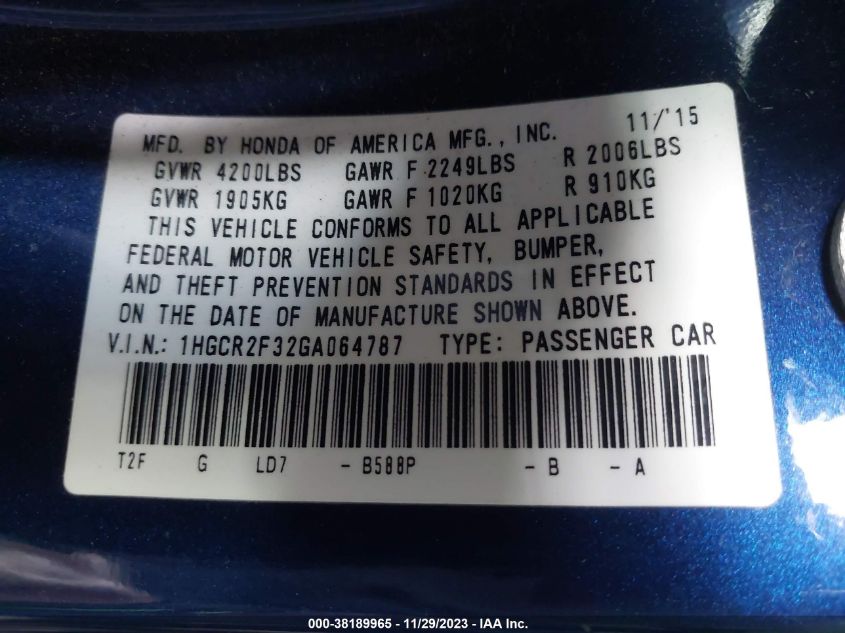 MFD. BY HONDA OF AMERICA MFG., INC. 11/'15
GVWR 4200LBS GAWR F 2249LBS R 2006LBS
GVWR 1905KG GAWR F 1020KG R 910KG
THIS VEHICLE CONFORMS TO ALL APPLICABLE
FEDERAL MOTOR VEHICLE SAFETY, BUMPER,
AND THEFT PREVENTION STANDARDS IN EFFECT
ON THE DATE OF MANUFACTURE SHOWN ABOVE.
V.I.N.: 1HGCR2F32GA064787 TYPE: PASSENGER CAR
T2F G LD7 -B588P -B -A
000-38189965 - 11/29/2023 - IAA Inc.